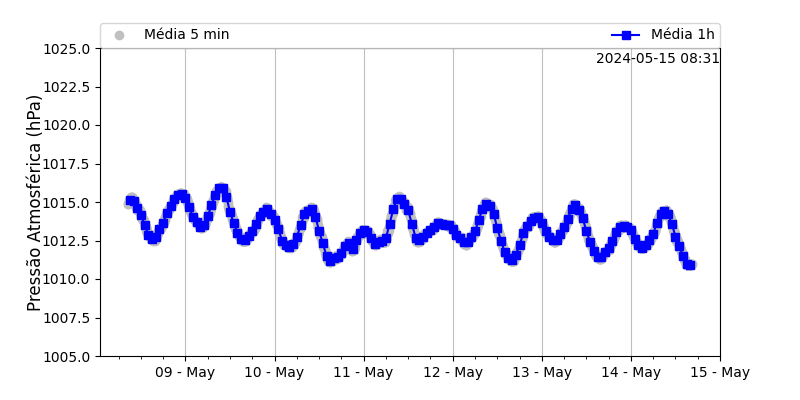 Média 5 min
Média 1h
2024-05-15 08:31
Pressão Atmosférica (hPa)
1025.0
1022.5
1020.0
1017.5
1015.0
1012.5
1010.0
1007.5
1005.0
09 - May
10 - May
11 - May
12 - May
13 - May
14 - May
15 - May